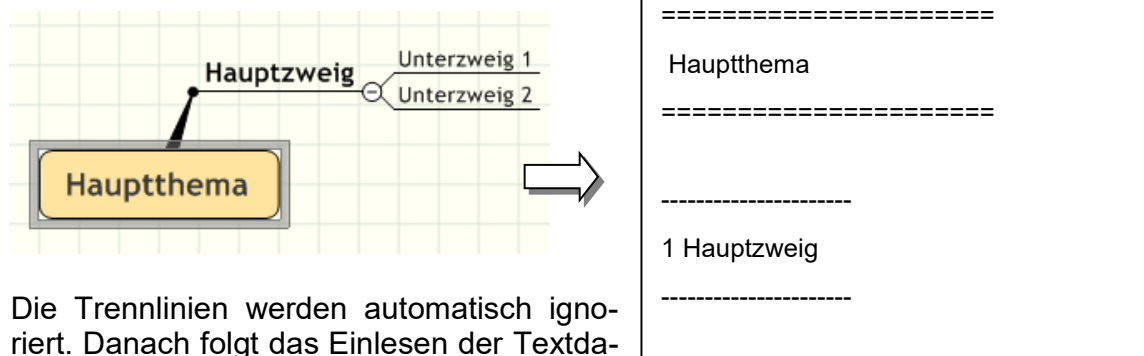 Hauptzweig
Unterzweig 1
Unterzweig 2
Hauptthema
Die Trennlinien werden automatisch igno-
riert. Danach folgt das Einlesen der Textda-
======================
Hauptthema
======================
----------------------
1 Hauptzweig
----------------------